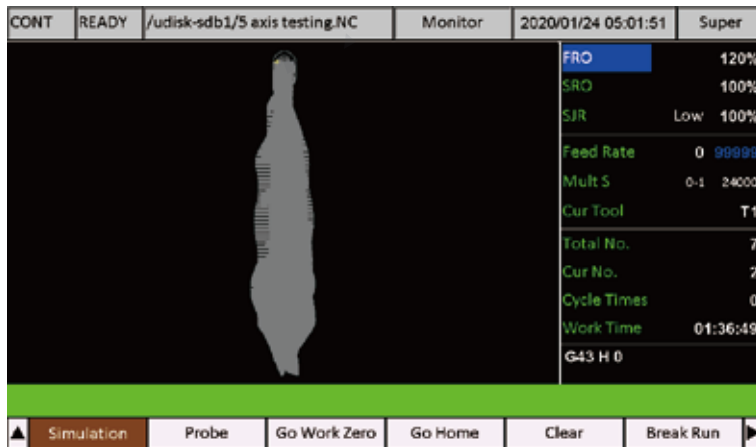 CONT READY /udisk-sdb1/5 axis testing.NC Monitor 2020/01/24 05:01:51 Super
FRO 120%
SRO 100%
SJR Low 100%
Feed Rate 0 99999
Mult S 0-1 24000
Cur Tool T1
Total No. 7
Cur No. 2
Cycle Times 0
Work Time 01:36:49
G43 H 0
▲ Simulation Probe Go Work Zero Go Home Clear Break Run